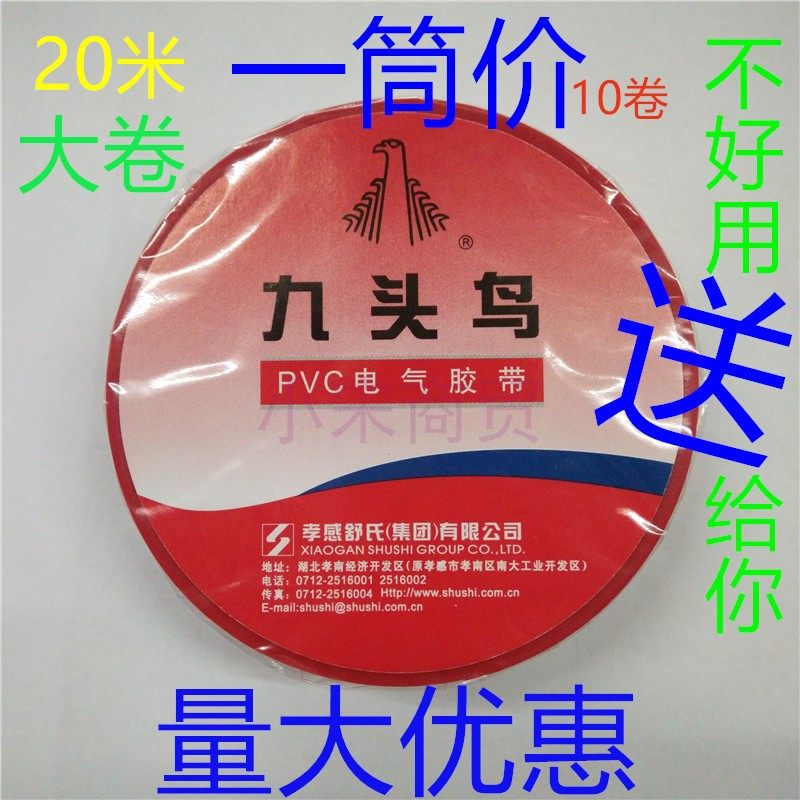 20米
大卷
一筒价
10卷
不好用
送
给你
®
九头鸟
PVC电气胶带
孝感舒氏(集团)有限公司
XIAOGAN SHUSHI GROUP CO.,LTD.
地址：湖北孝南经济开发区(原孝感市孝南区南大工业开发区)
电话：0712-2516001 2516002
传真：0712-2516004 Http://www.shushi.com.cn
E-mail:shushi@shushi.com.cn
量大优惠